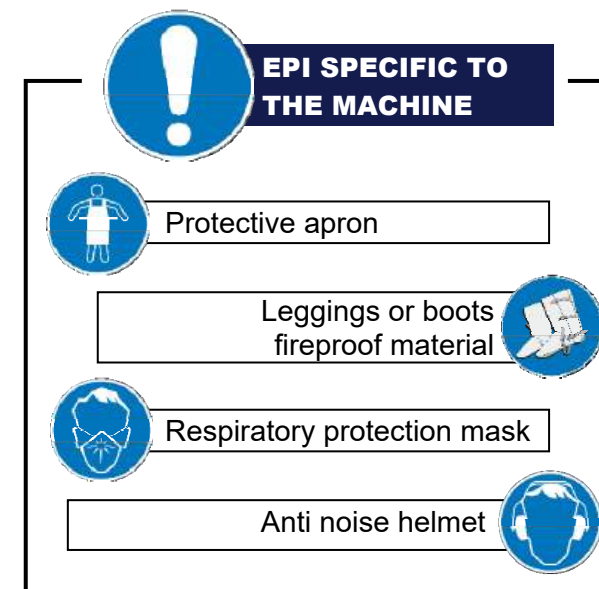 EPI SPECIFIC TO
THE MACHINE
Protective apron
Leggings or boots
fireproof material
Respiratory protection mask
Anti noise helmet